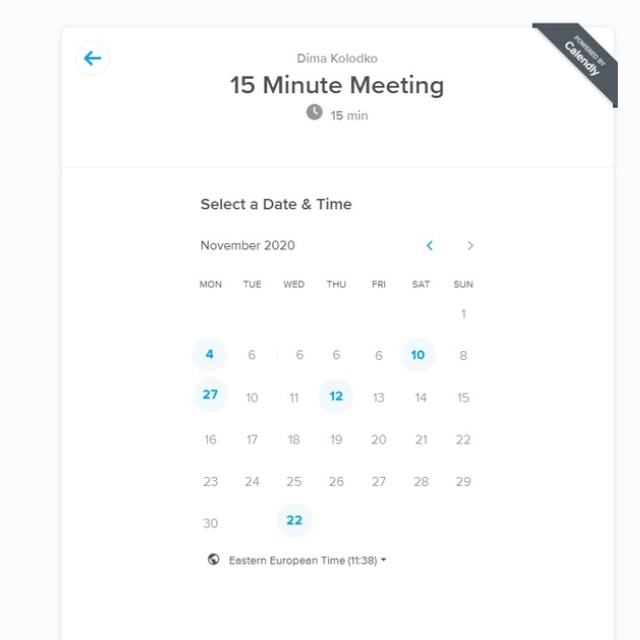 Dima Kolodko
POWERED BY
Calendly
15 Minute Meeting
15 min
Select a Date & Time
November 2020
MON TUE WED THU FRI SAT SUN
1
4 6 6 6 6 10 8
27 10 11 12 13 14 15
16 17 18 19 20 21 22
23 24 25 26 27 28 29
30 22
Eastern European Time (11:38)